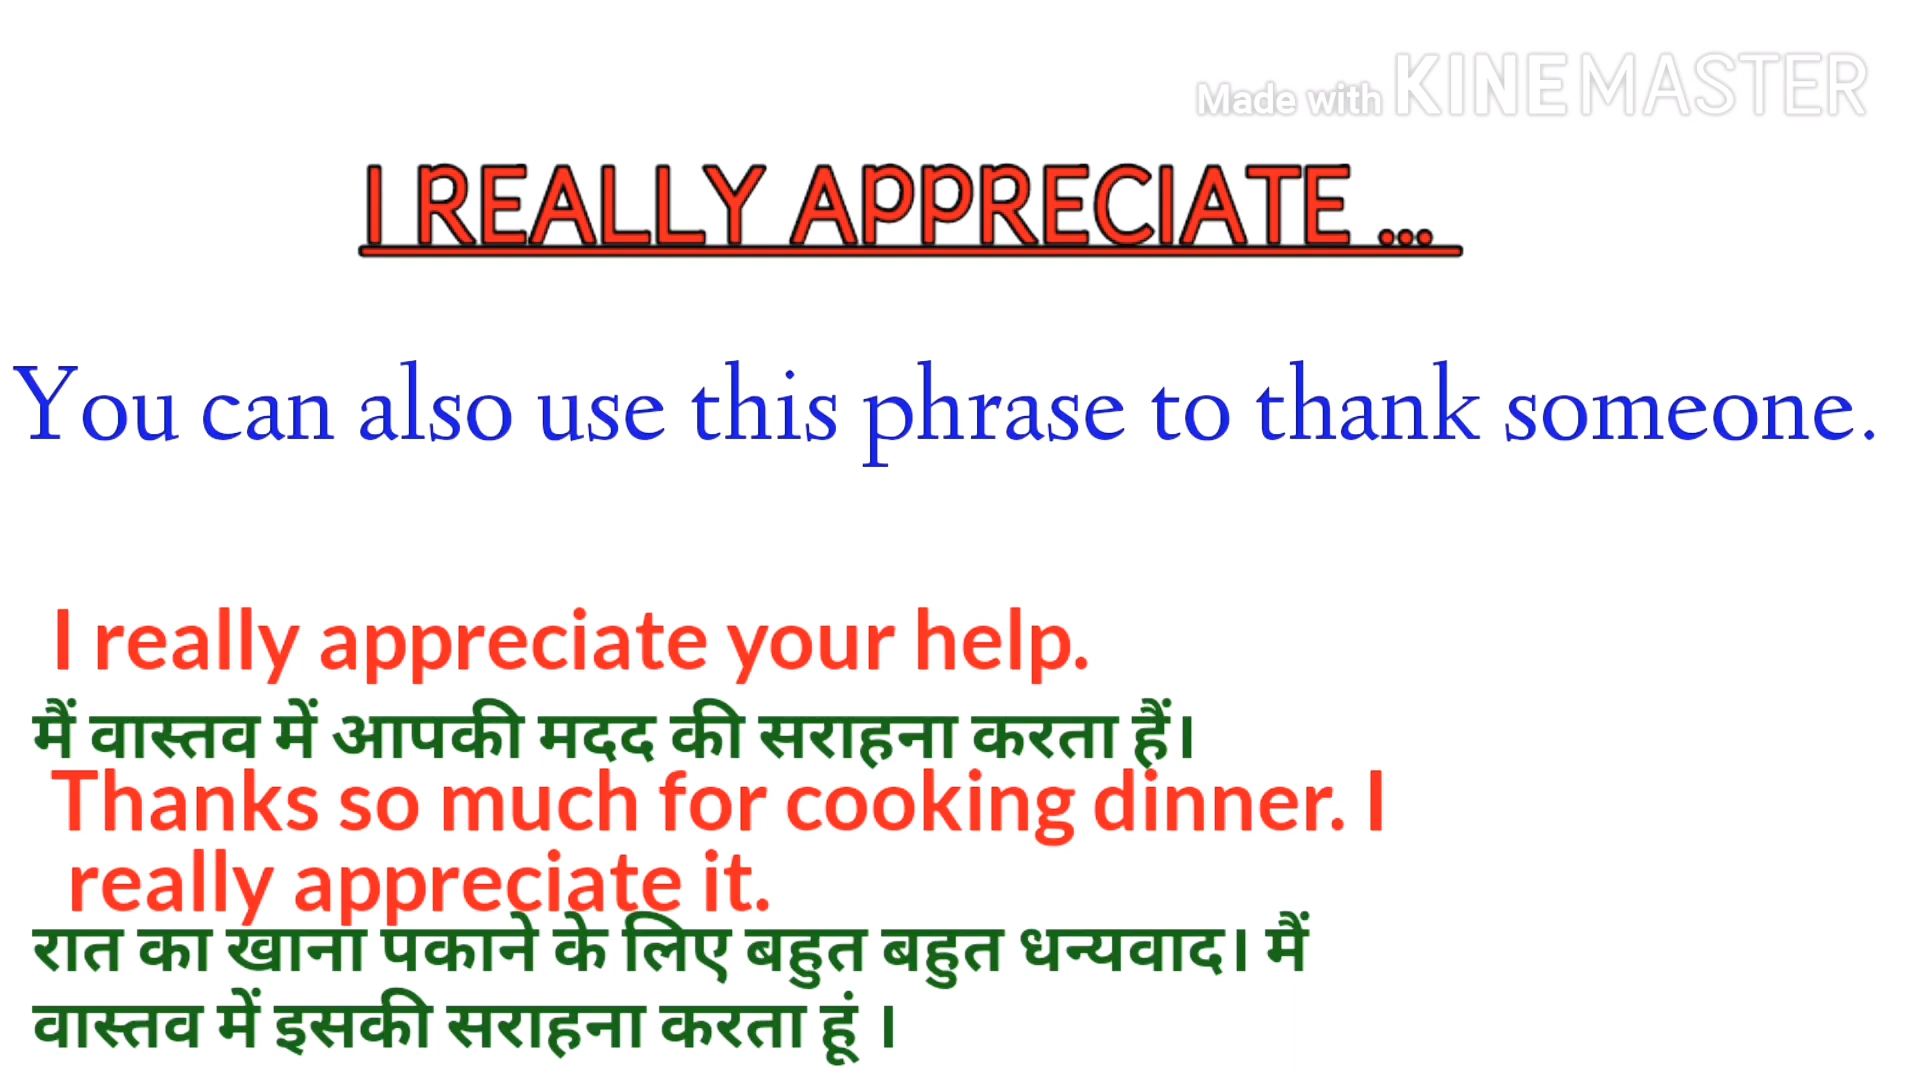 Made with KINEMASTER
I REALLY APPRECIATE ...
You can also use this phrase to thank someone.
I really appreciate your help.
मैं वास्तव में आपकी मदद की सराहना करता हैं।
Thanks so much for cooking dinner. I
really appreciate it.
रात का खाना पकाने के लिए बहुत बहुत धन्यवाद। मैं
वास्तव में इसकी सराहना करता हूं ।